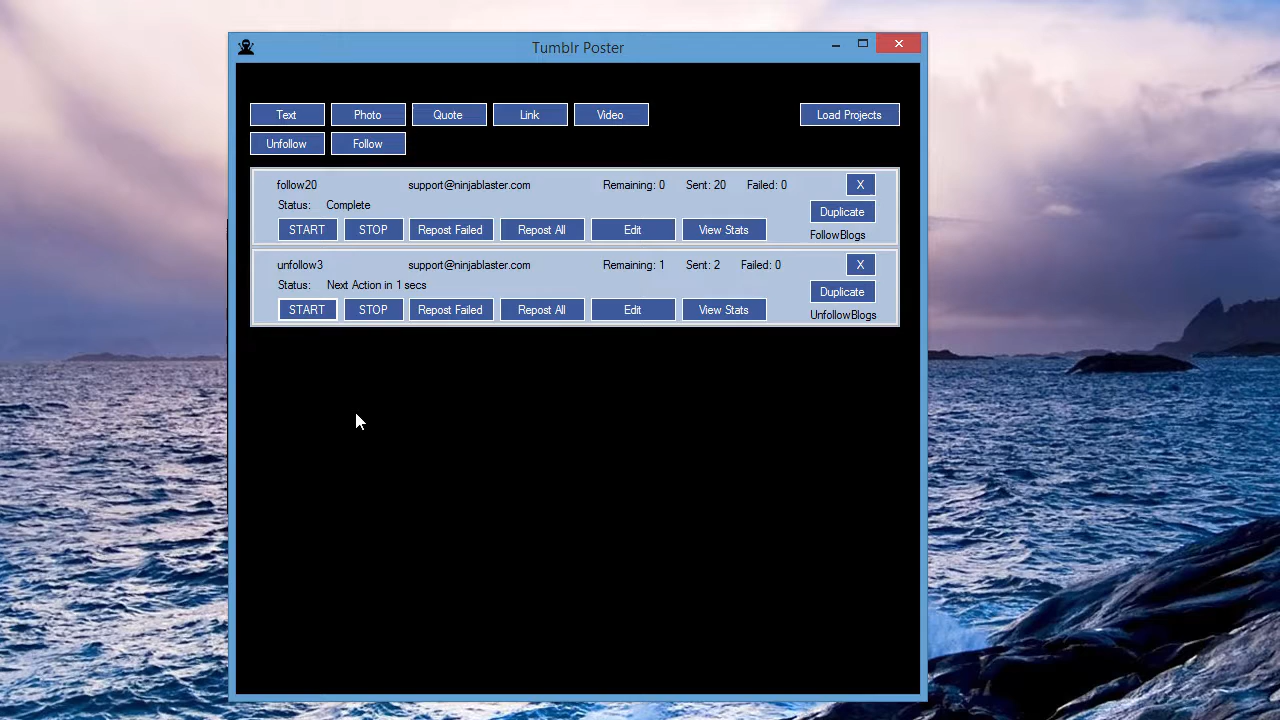 Tumblr Poster
Text Photo Quote Link Video Load Projects
Unfollow Follow
follow20 support@ninjablaster.com Remaining: 0 Sent: 20 Failed: 0 X
Status: Complete Duplicate
START STOP Repost Failed Repost All Edit View Stats FollowBlogs
unfollow3 support@ninjablaster.com Remaining: 1 Sent: 2 Failed: 0 X
Status: Next Action in 1 secs Duplicate
START STOP Repost Failed Repost All Edit View Stats UnfollowBlogs